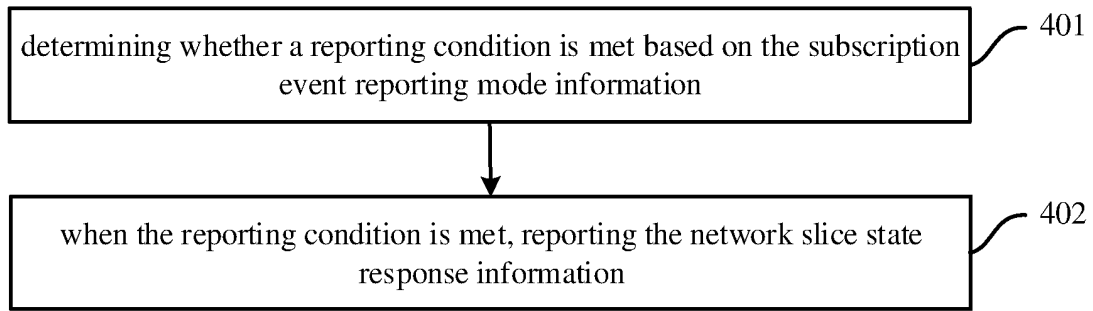 determining whether a reporting condition is met based on the subscription
event reporting mode information
401
when the reporting condition is met, reporting the network slice state
response information
402